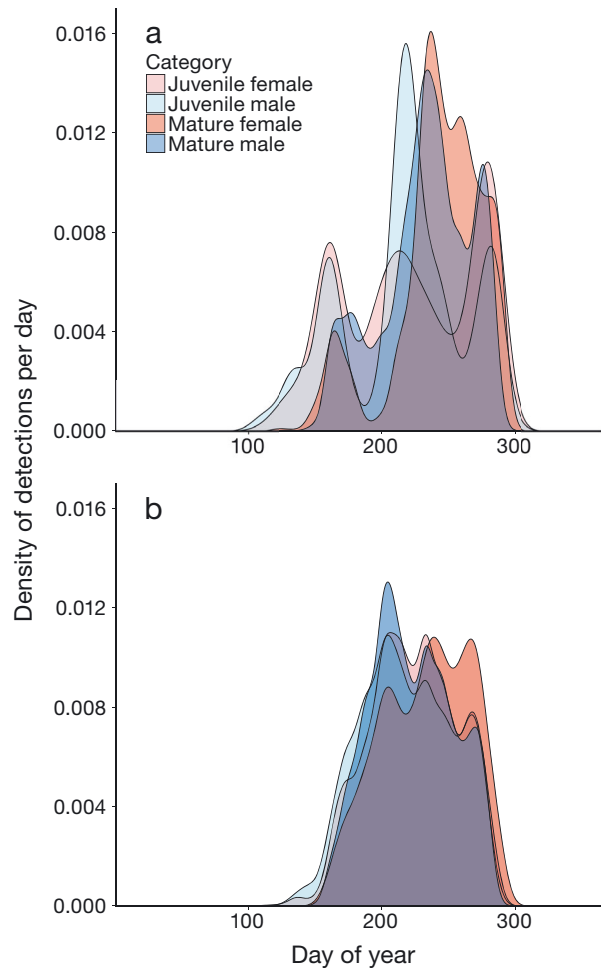 0.016
a
Category
Juvenile female
Juvenile male
Mature female
Mature male
0.012
0.008
0.004
0.000
100
200
300
Density of detections per day
b
0.016
0.012
0.008
0.004
0.000
100
200
300
Day of year